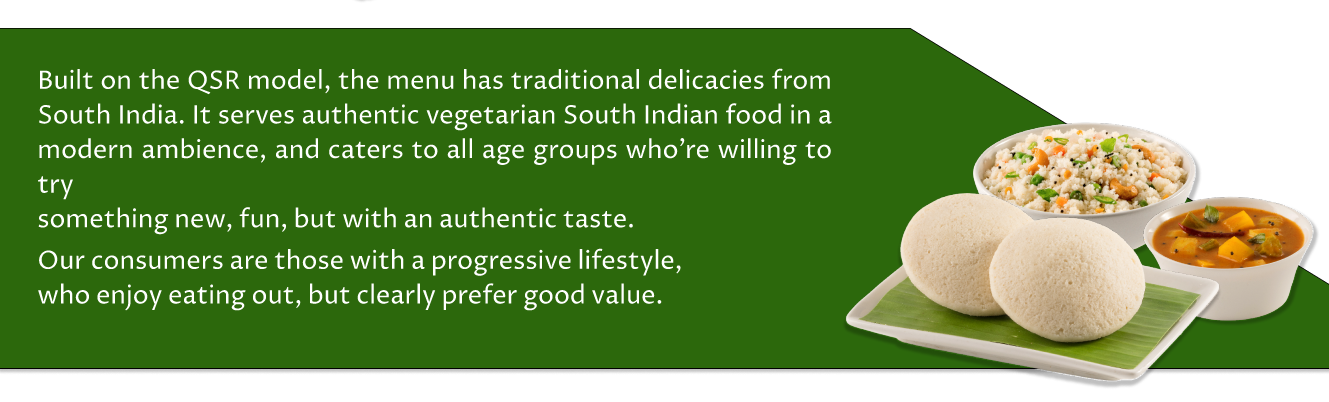 Built on the QSR model, the menu has traditional delicacies from
South India. It serves authentic vegetarian South Indian food in a
modern ambience, and caters to all age groups who’re willing to
try
something new, fun, but with an authentic taste.
Our consumers are those with a progressive lifestyle,
who enjoy eating out, but clearly prefer good value.